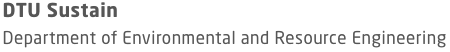 DTU Sustain
Department of Environmental and Resource Engineering